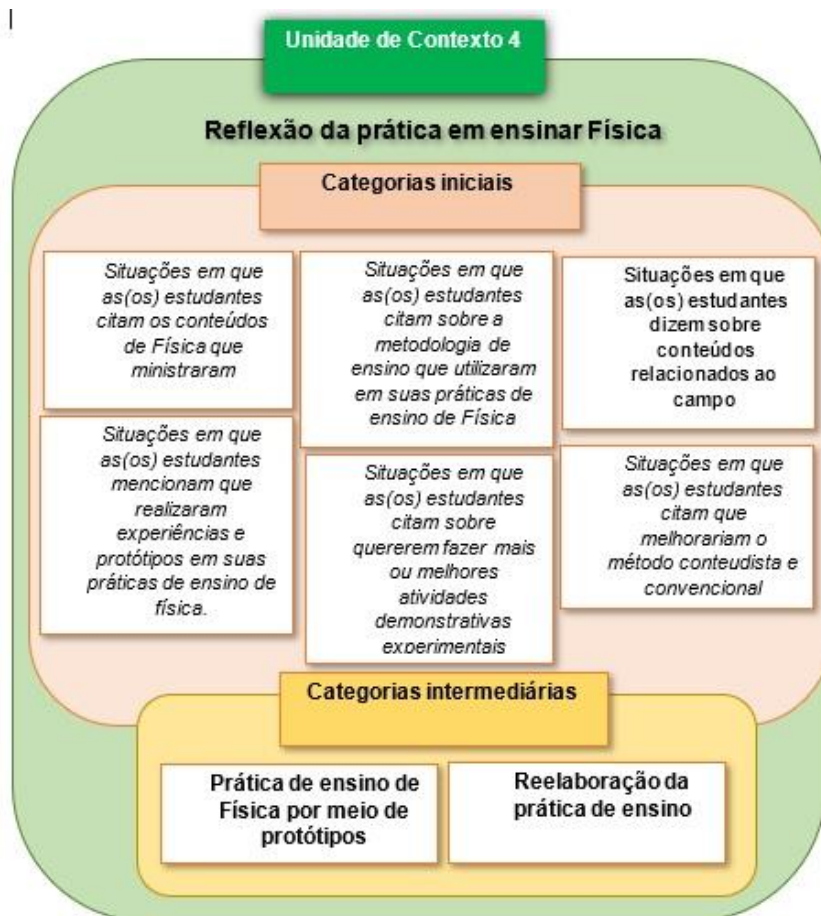 Unidade de Contexto 4
Reflexão da prática em ensinar Física
Categorias iniciais
Situações em que
as(os) estudantes
citam os conteúdos
de Física que
ministraram
Situações em que
as(os) estudantes
citam sobre a
metodologia de
ensino que utilizaram
em suas práticas de
ensino de Física
Situações em que
as(os) estudantes
dizem sobre
conteúdos
relacionados ao
campo
Situações em que
as(os) estudantes
mencionam que
realizaram
experiências e
protótipos em suas
práticas de ensino de
física.
Situações em que
as(os) estudantes
citam sobre
quererem fazer mais
ou melhores
atividades
demonstrativas
experimentais
Situações em que
as(os) estudantes
citam que
melhorariam o
método conteudista e
convencional
Categorias intermediárias
Prática de ensino de
Física por meio de
protótipos
Reelaboração da
prática de ensino